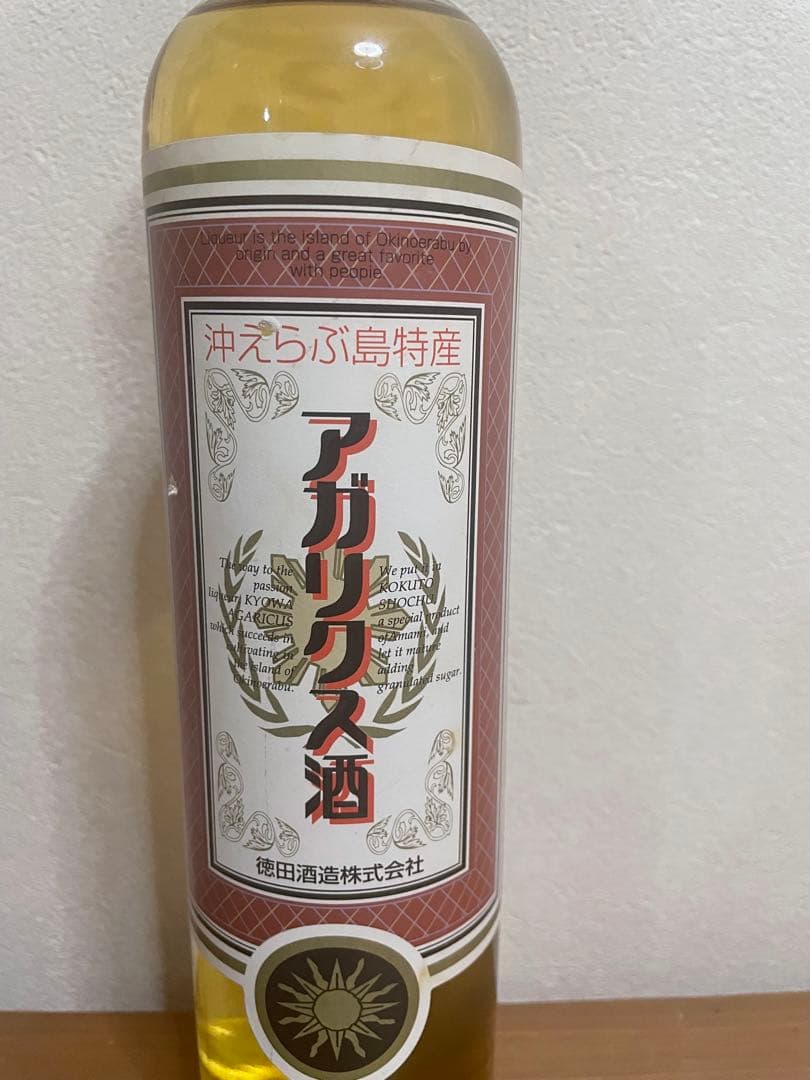 Liqueur is the island of Okinoerabu by
origin and a great favorite
with people
沖えらぶ島特産
アガリクス酒
The way to the
passion
liqueur, KYOWA
AGARICUS
which succeeds in
cultivating in
the island of
Okinoerabu.
We put it in
KOKUTO
SHOCHU,
a special product
of Amami, and
let it mature
adding
granulated sugar.
徳田酒造株式会社